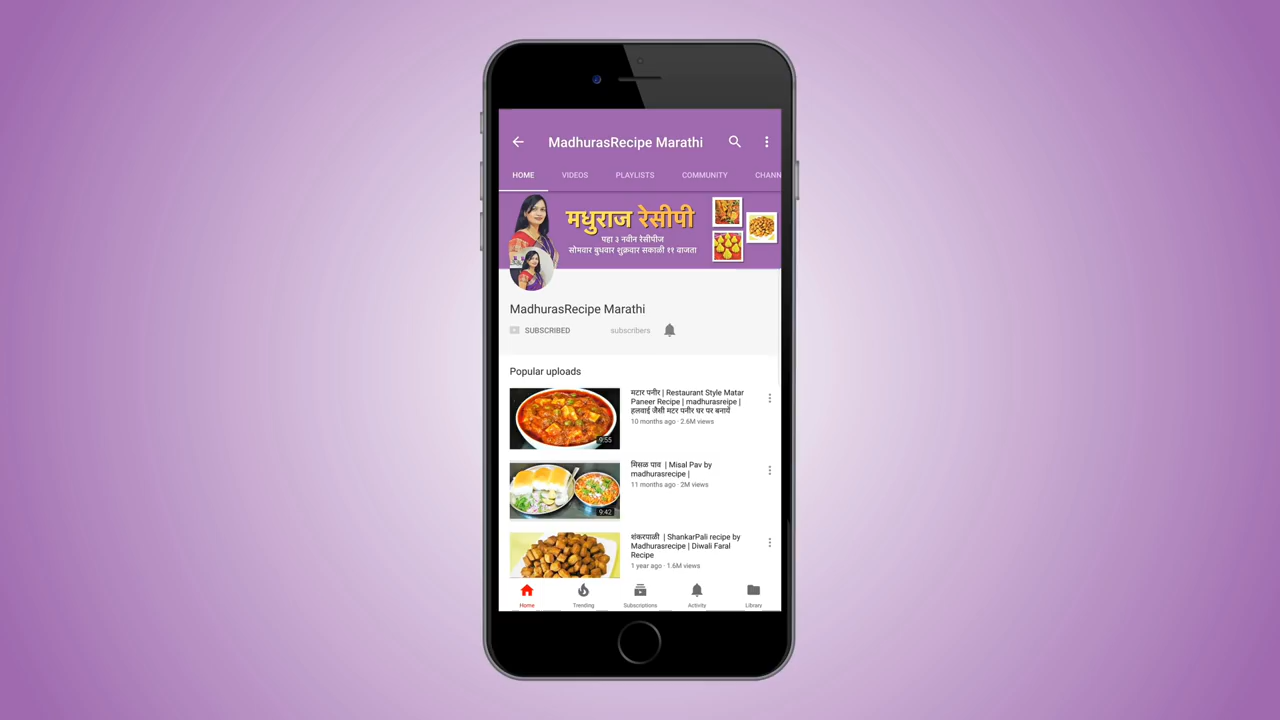 MadhurasRecipe Marathi
HOME VIDEOS PLAYLISTS COMMUNITY CHANN
मधुराज रेसीपी
पहा ३ नवीन रेसीपीज
सोमवार बुधवार शुक्रवार सकाळी ११ वाजता
MadhurasRecipe Marathi
SUBSCRIBED subscribers
Popular uploads
मटार पनीर | Restaurant Style Matar
Paneer Recipe | madhurasreipe |
हलवाई जैसी मटर पनीर घर पर बनायें
10 months ago · 2.6M views
9:55
मिसळ पाव | Misal Pav by
madhurasrecipe |
11 months ago · 2M views
9:42
शंकरपाळी | ShankarPali recipe by
Madhurasrecipe | Diwali Faral
Recipe
1 year ago · 1.6M views
Home Trending Subscriptions Activity Library